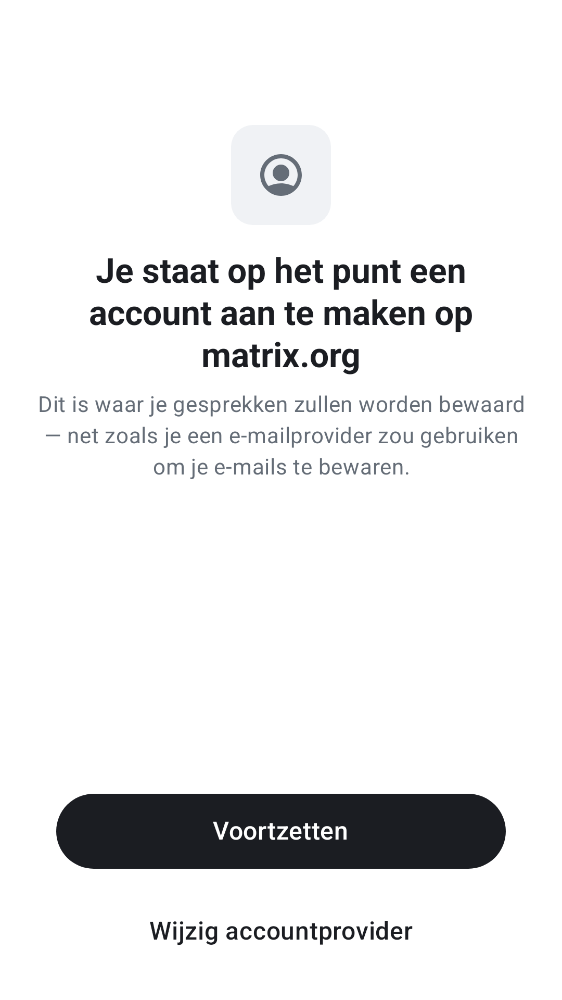 Je staat op het punt een
account aan te maken op
matrix.org
Dit is waar je gesprekken zullen worden bewaard
— net zoals je een e-mailprovider zou gebruiken
om je e-mails te bewaren.
Voortzetten
Wijzig accountprovider